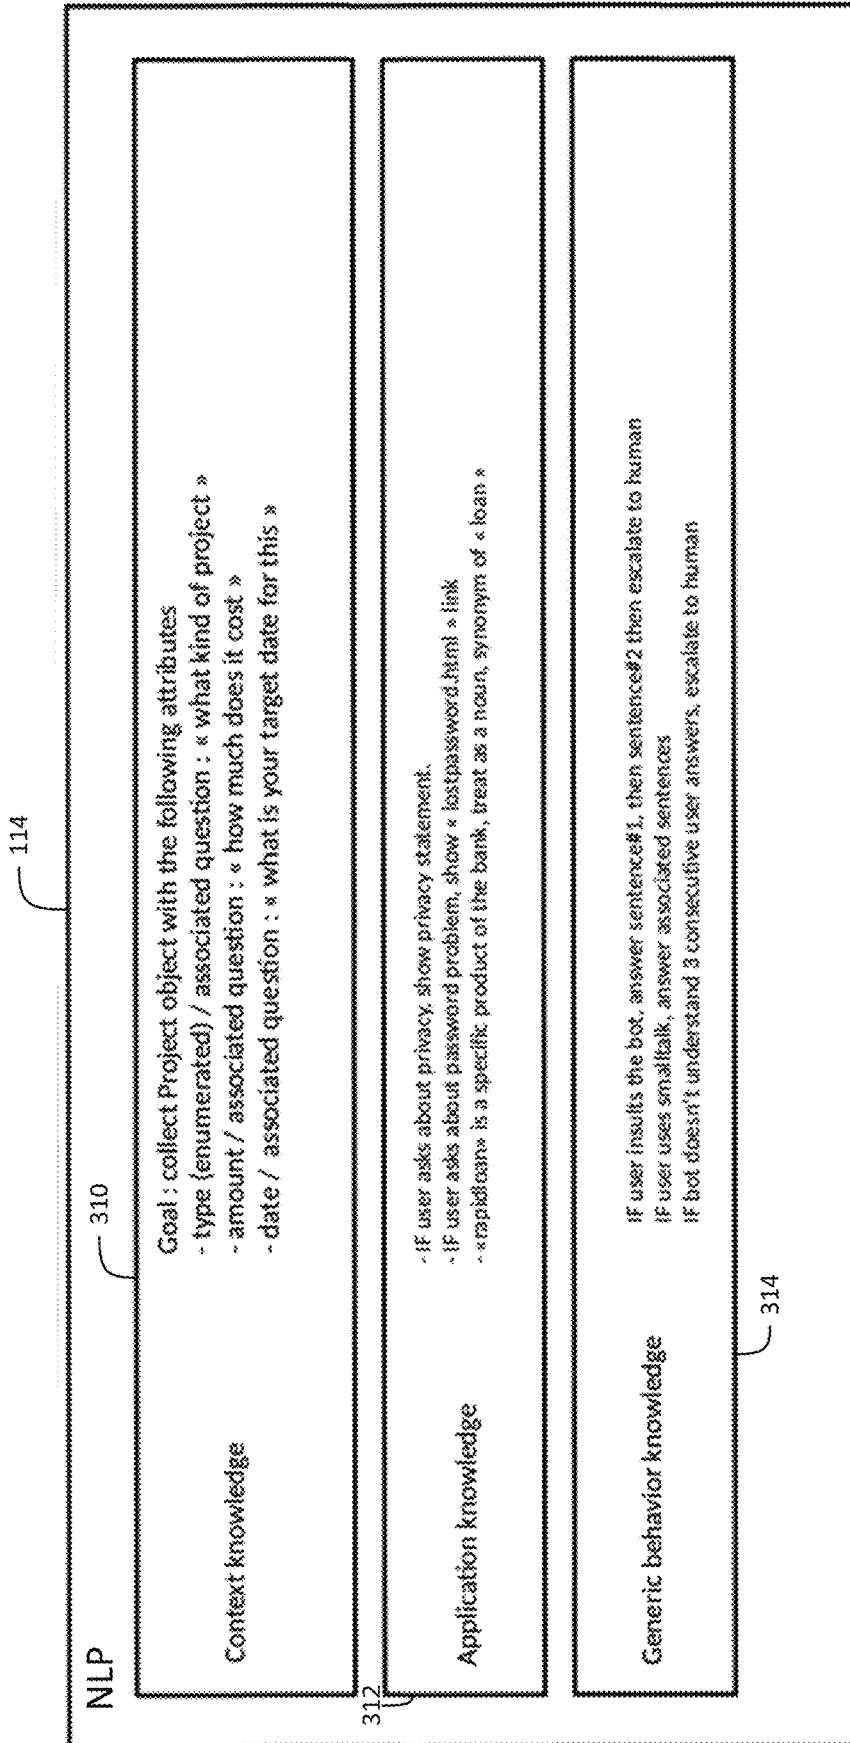 114
NLP
310
Context knowledge
Goal : collect Project object with the following attributes
- type (enumerated) / associated question : « what kind of project »
- amount / associated question : « how much does it cost »
- date / associated question : « what is your target date for this »
312
Application knowledge
- IF user asks about privacy, show privacy statement.
- IF user asks about password problem, show « lostpassword.html » link
- «rapidloan» is a specific product of the bank, treat as a noun, synonym of « loan »
Generic behavior knowledge
IF user insults the bot, answer sentence#1, then sentence#2 then escalate to human
IF user uses smalltalk, answer associated sentences
IF bot doesn't understand 3 consecutive user answers, escalate to human
314